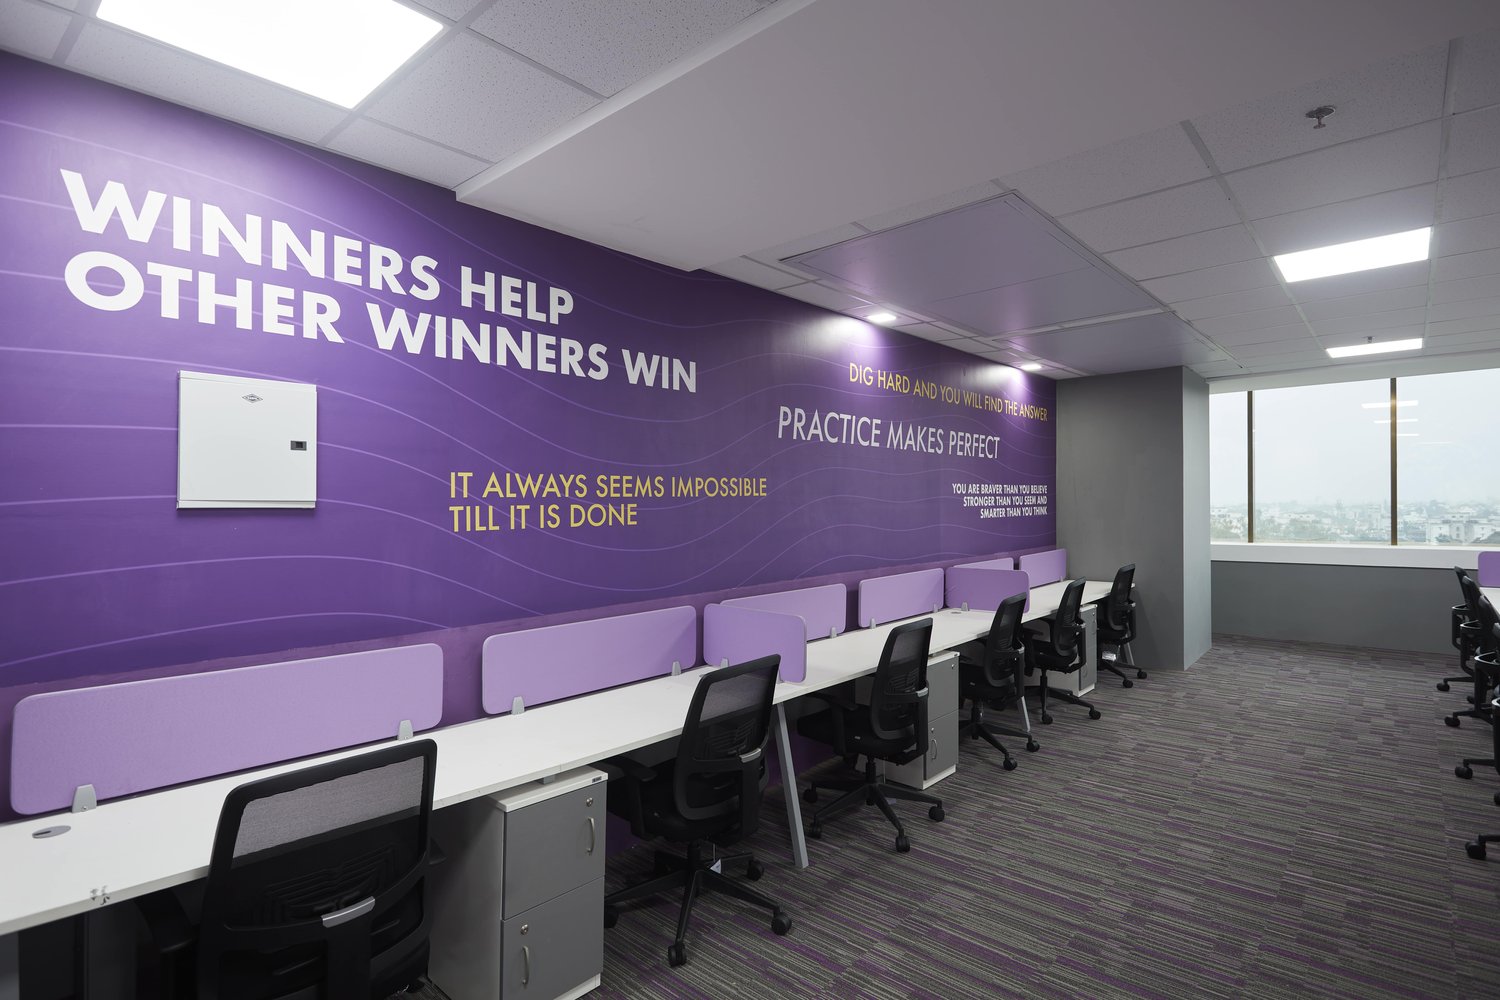 WINNERS HELP
OTHER WINNERS WIN
IT ALWAYS SEEMS IMPOSSIBLE
TILL IT IS DONE
DIG HARD AND YOU WILL FIND THE ANSWER
PRACTICE MAKES PERFECT
YOU ARE BRAVER THAN YOU BELIEVE
STRONGER THAN YOU SEEM AND
SMARTER THAN YOU THINK